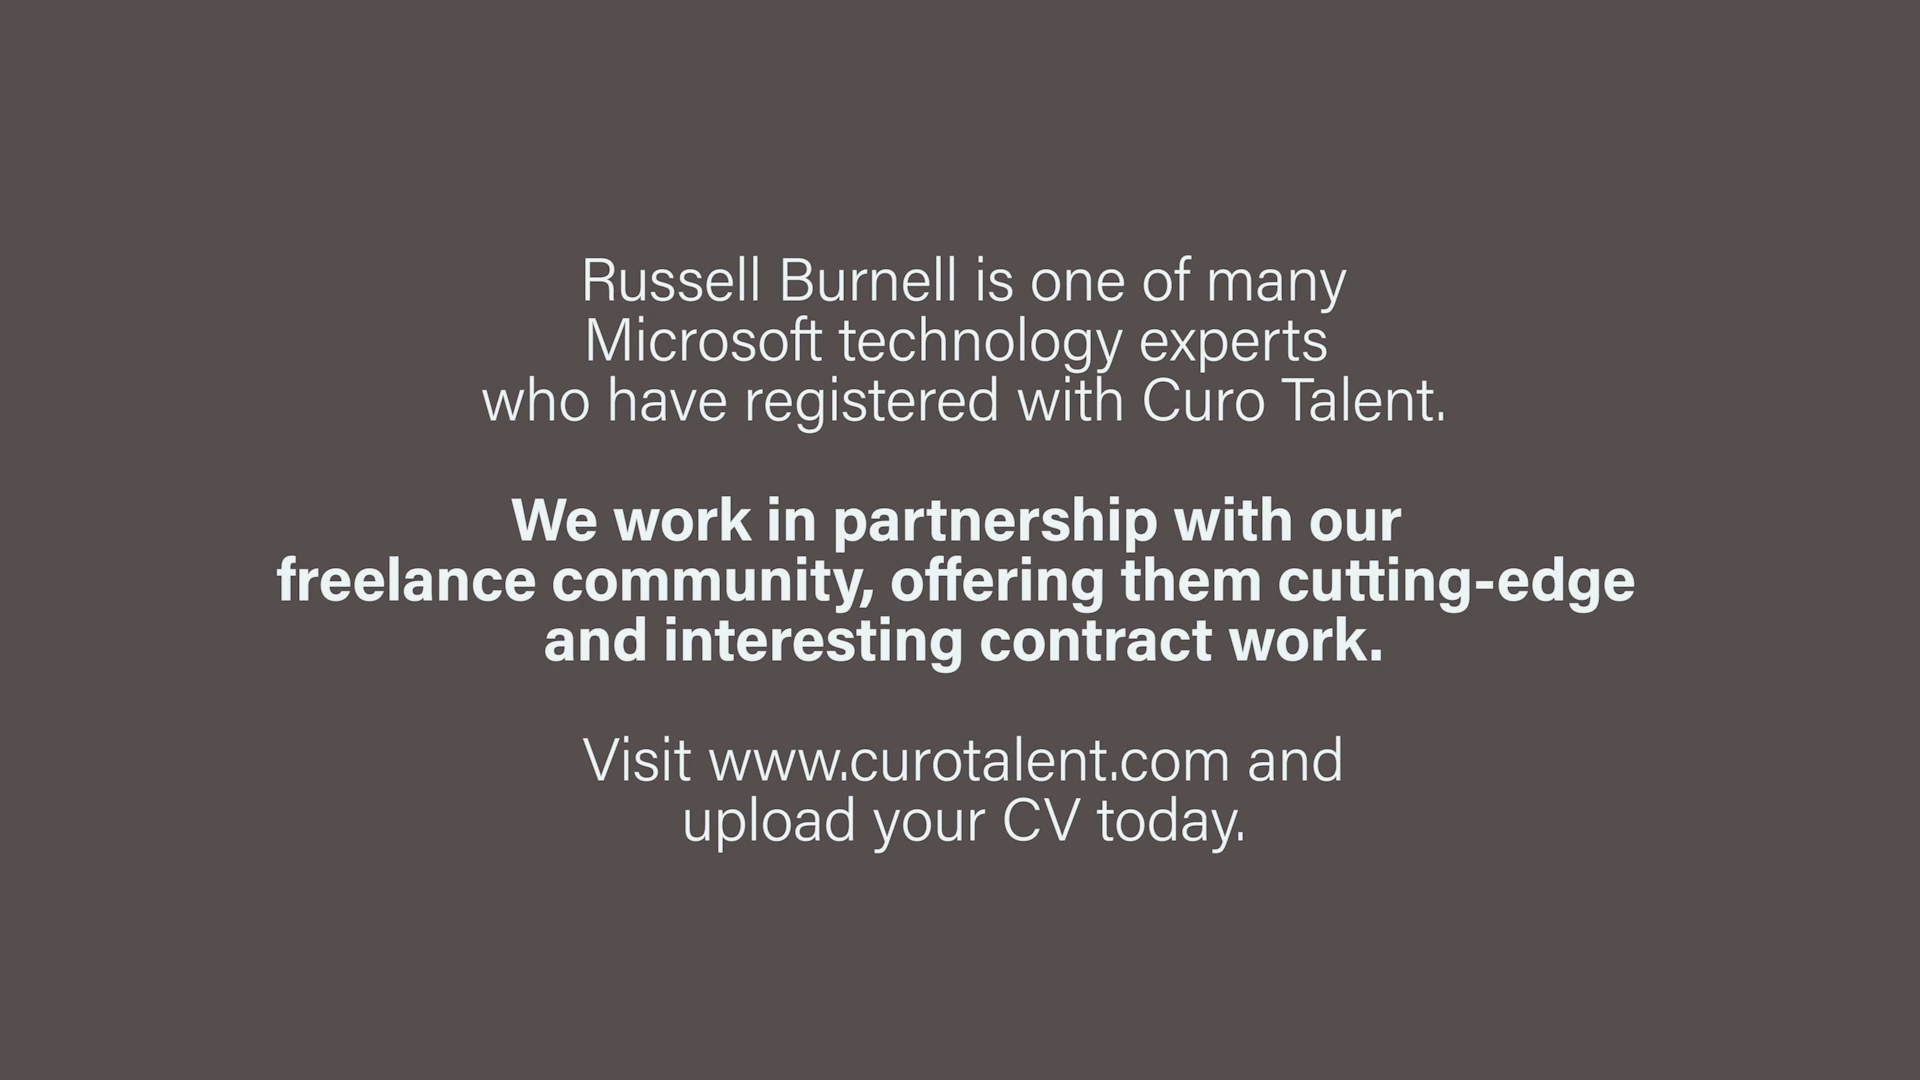 Russell Burnell is one of many
Microsoft technology experts
who have registered with Curo Talent.
We work in partnership with our
freelance community, offering them cutting-edge
and interesting contract work.
Visit www.curotalent.com and
upload your CV today.